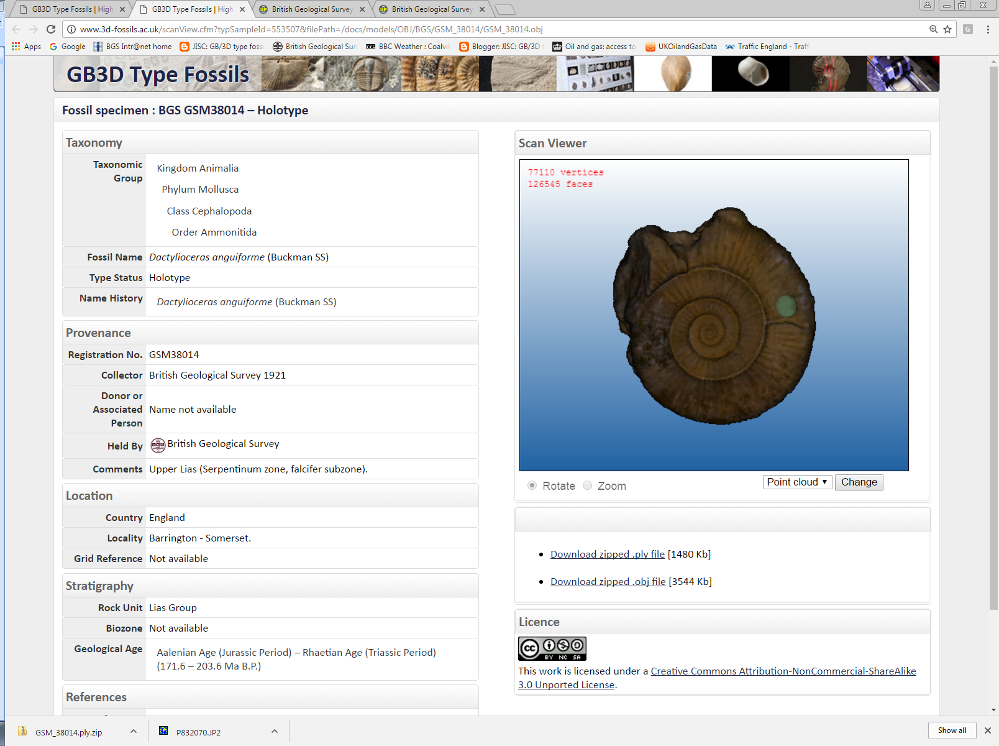 GB3D Type Fossils | High
GB3D Type Fossils | High
British Geological Survey
British Geological Survey
www.3d-fossils.ac.uk/scanView.cfm?typSampleId=553507&filePath=/docs/models/OBJ/BGS/GSM_38014/GSM_38014.obj
G
Apps
Google
BGS Intr@net home
JISC: GB/3D type foss
British Geological Sur
BBC
BBC Weather : Coalvil
Blogger: JISC: GB/3D
Oil and gas: access to
UKOilandGasData
Traffic England - Traff
GB3D Type Fossils
Fossil specimen : BGS GSM38014 – Holotype
Taxonomy
Taxonomic
Group
Kingdom Animalia
Phylum Mollusca
Class Cephalopoda
Order Ammonitida
Fossil Name Dactylioceras anguiforme (Buckman SS)
Type Status Holotype
Name History Dactylioceras anguiforme (Buckman SS)
Provenance
Registration No. GSM38014
Collector British Geological Survey 1921
Donor or
Associated
Person
Name not available
Held By BGS British Geological Survey
Comments Upper Lias (Serpentinum zone, falcifer subzone).
Location
Country England
Locality Barrington - Somerset.
Grid Reference Not available
Stratigraphy
Rock Unit Lias Group
Biozone Not available
Geological Age Aalenian Age (Jurassic Period) – Rhaetian Age (Triassic Period)
(171.6 – 203.6 Ma B.P.)
References
Scan Viewer
77110 vertices
126545 faces
Rotate Zoom Point cloud Change
Download zipped .ply file [1480 Kb]
Download zipped .obj file [3544 Kb]
Licence
CC
BY NC SA
This work is licensed under a Creative Commons Attribution-NonCommercial-ShareAlike
3.0 Unported License.
GSM_38014.ply.zip
P832070.JP2
Show all